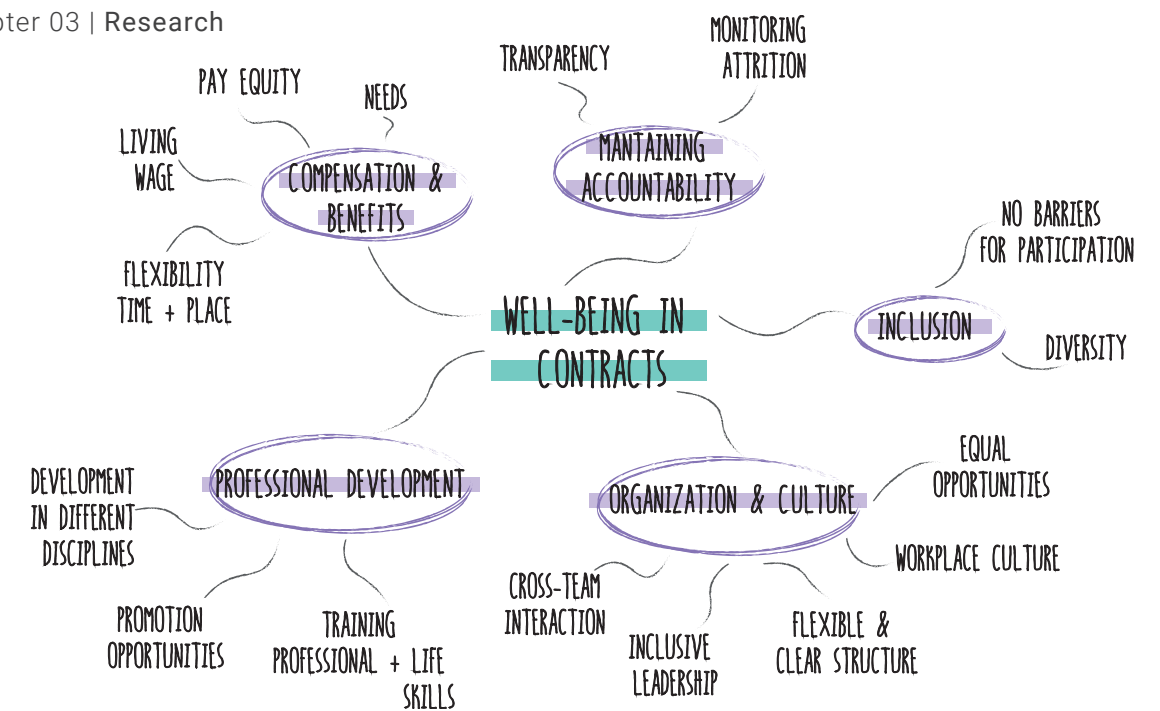 pter 03 | Research
PAY EQUITY
NEEDS
LIVING
WAGE
COMPENSATION &
BENEFITS
FLEXIBILITY
TIME + PLACE
TRANSPARENCY
MONITORING
ATTRITION
MANTAINING
ACCOUNTABILITY
NO BARRIERS
FOR PARTICIPATION
INCLUSION
DIVERSITY
WELL-BEING IN
CONTRACTS
PROFESSIONAL DEVELOPMENT
DEVELOPMENT
IN DIFFERENT
DISCIPLINES
PROMOTION
OPPORTUNITIES
TRAINING
PROFESSIONAL + LIFE
SKILLS
ORGANIZATION & CULTURE
EQUAL
OPPORTUNITIES
WORKPLACE CULTURE
CROSS-TEAM
INTERACTION
INCLUSIVE
LEADERSHIP
FLEXIBLE &
CLEAR STRUCTURE